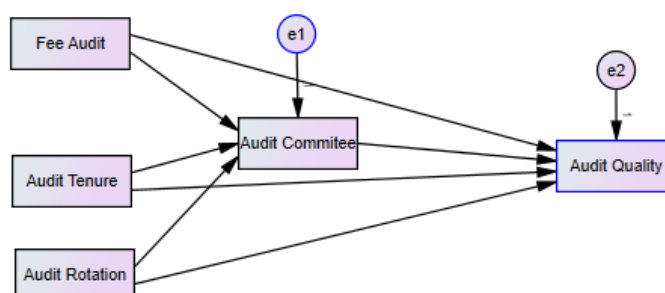 Fee Audit
e1
e2
Audit Commitee
Audit Quality
Audit Tenure
Audit Rotation